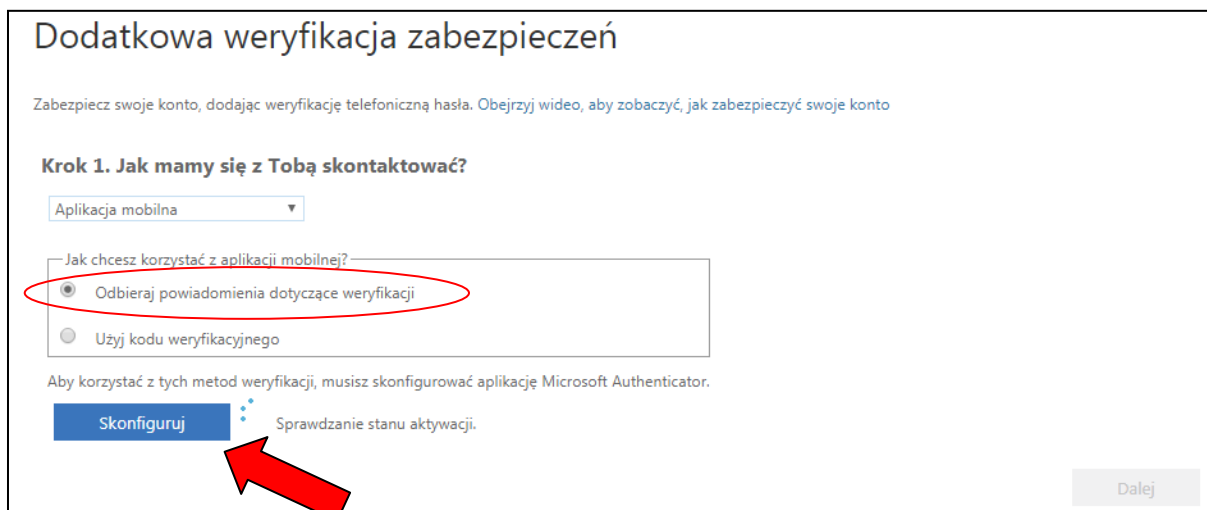 Dodatkowa weryfikacja zabezpieczeń
Zabezpiecz swoje konto, dodając weryfikację telefoniczną hasła. Obejrzyj wideo, aby zobaczyć, jak zabezpieczyć swoje konto
Krok 1. Jak mamy się z Tobą skontaktować?
Aplikacja mobilna
Jak chcesz korzystać z aplikacji mobilnej?
Odbieraj powiadomienia dotyczące weryfikacji
Użyj kodu weryfikacyjnego
Aby korzystać z tych metod weryfikacji, musisz skonfigurować aplikację Microsoft Authenticator.
Skonfiguruj Sprawdzanie stanu aktywacji.
Dalej